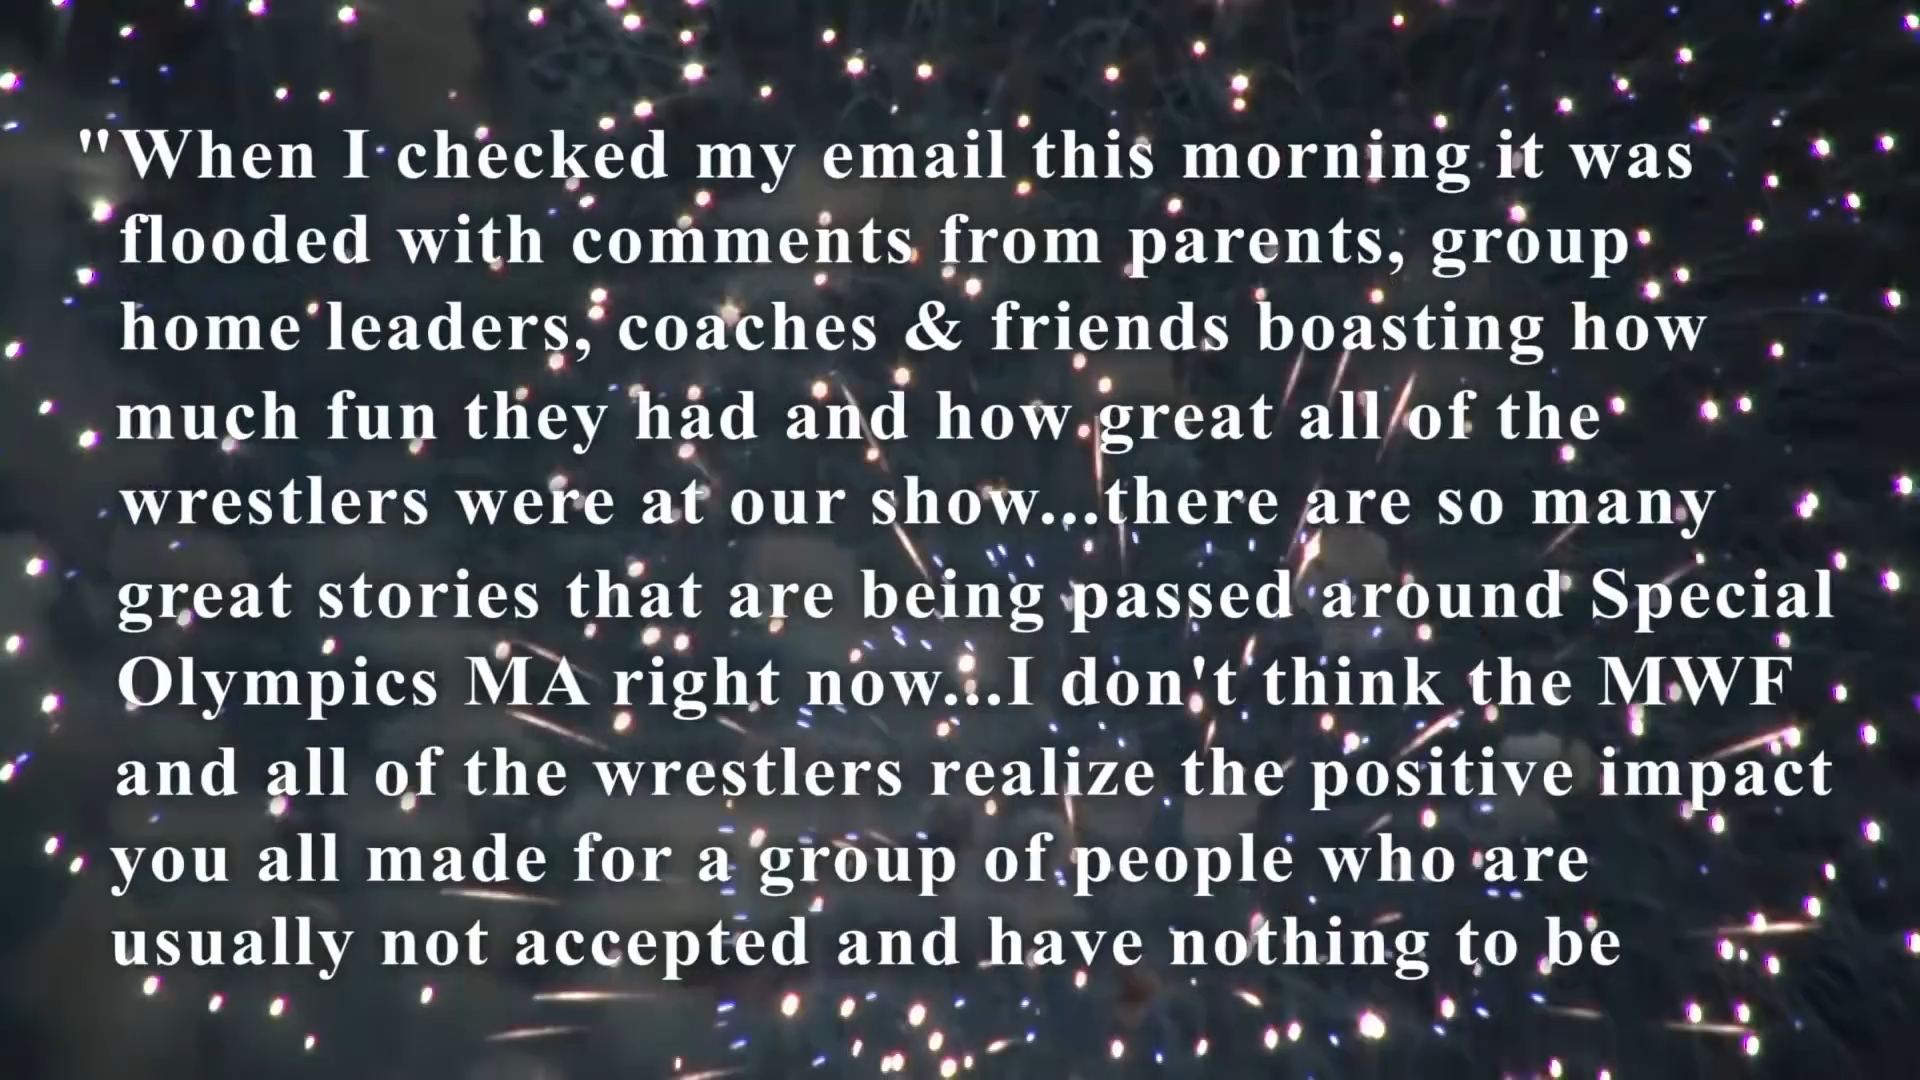 "When I checked my email this morning it was
flooded with comments from parents, group
home leaders, coaches & friends boasting how
much fun they had and how great all of the
wrestlers were at our show...there are so many
great stories that are being passed around Special
Olympics MA right now...I don't think the MWF
and all of the wrestlers realize the positive impact
you all made for a group of people who are
usually not accepted and have nothing to be